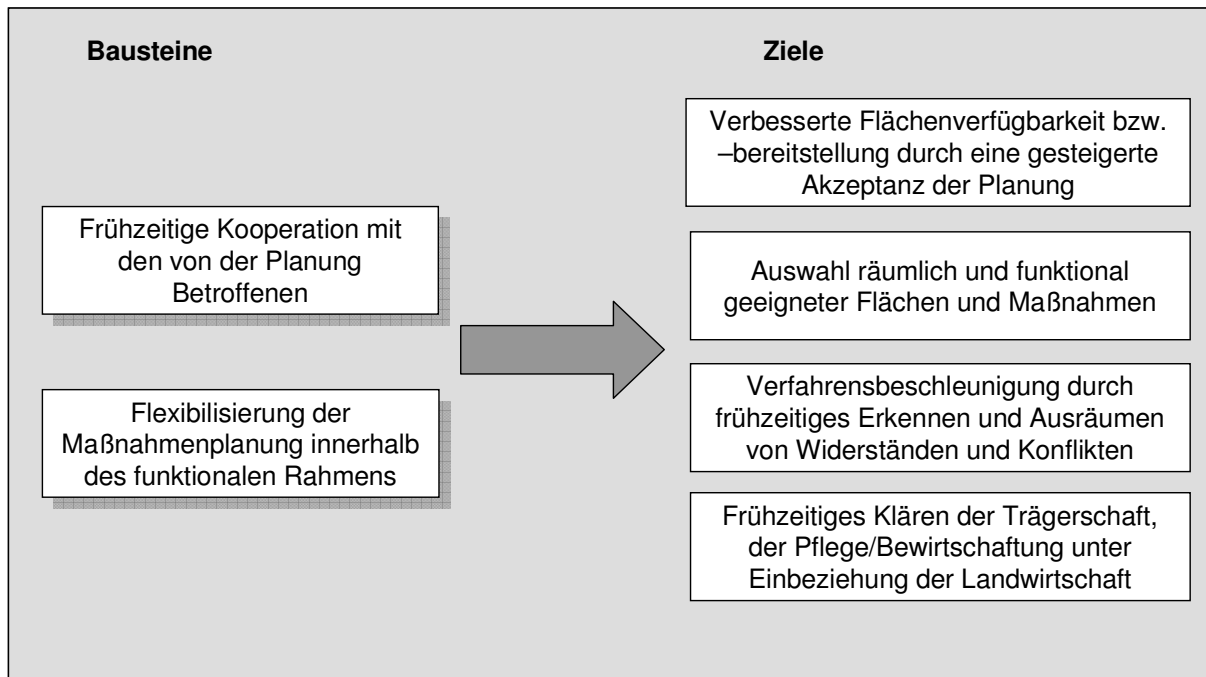 Bausteine
Ziele
Frühzeitige Kooperation mit
den von der Planung
Betroffenen
Flexibilisierung der
Maßnahmenplanung innerhalb
des funktionalen Rahmens
Verbesserte Flächenverfügbarkeit bzw.
–bereitstellung durch eine gesteigerte
Akzeptanz der Planung
Auswahl räumlich und funktional
geeigneter Flächen und Maßnahmen
Verfahrensbeschleunigung durch
frühzeitiges Erkennen und Ausräumen
von Widerständen und Konflikten
Frühzeitiges Klären der Trägerschaft,
der Pflege/Bewirtschaftung unter
Einbeziehung der Landwirtschaft